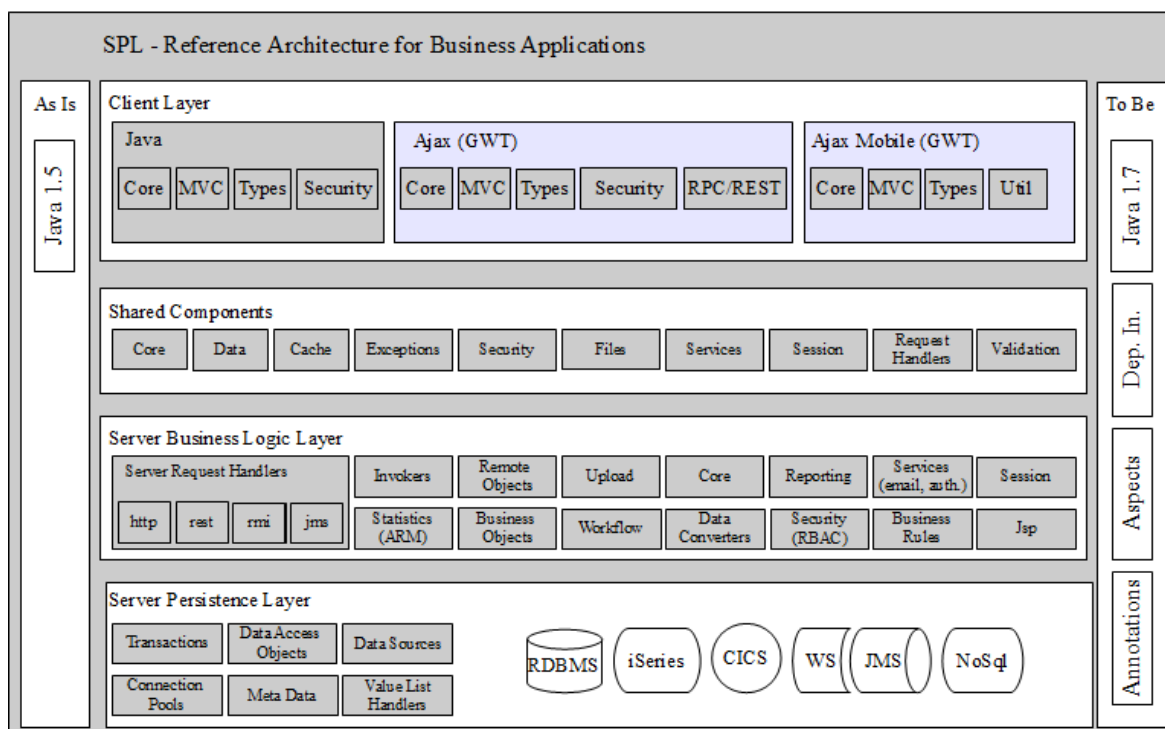 SPL - Reference Architecture for Business Applications
As Is
Java 1.5
Client Layer
Java
Core
MVC
Types
Security
Ajax (GWT)
Core
MVC
Types
Security
RPC/REST
Ajax Mobile (GWT)
Core
MVC
Types
Util
Shared Components
Core
Data
Cache
Exceptions
Security
Files
Services
Session
Request
Handlers
Validation
Server Business Logic Layer
Server Request Handlers
http
rest
rmi
jms
Invokers
Remote
Objects
Upload
Core
Reporting
Services
(email, auth.)
Session
Statistics
(ARM)
Business
Objects
Workflow
Data
Converters
Security
(RBAC)
Business
Rules
Jsp
Server Persistence Layer
Transactions
Data Access
Objects
Data Sources
Connection
Pools
Meta Data
Value List
Handlers
RDBMS
iSeries
CICS
WS
JMS
NoSql
To Be
Java 1.7
Dep. In.
Aspects
Annotations